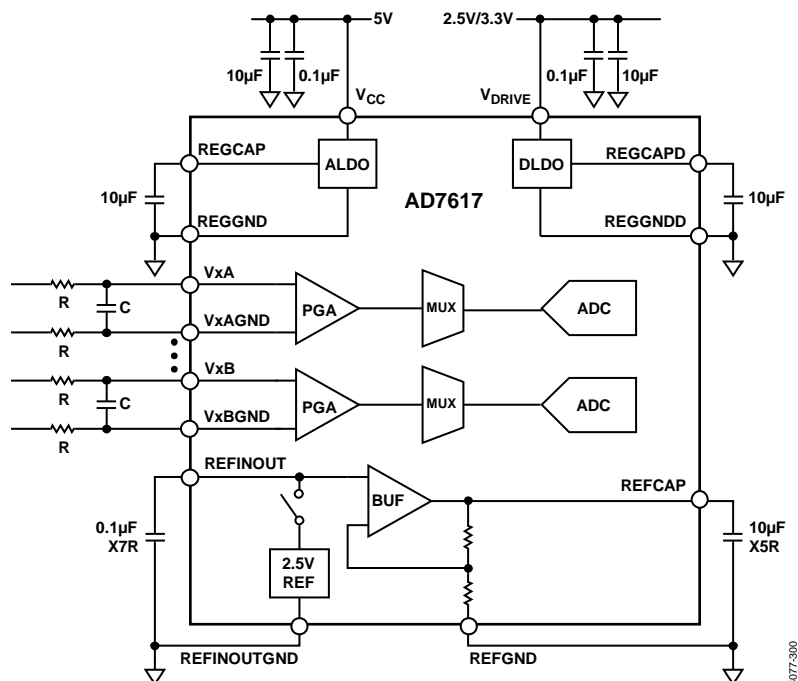 5V
2.5V/3.3V
10µF
0.1µF
0.1µF
10µF
VCC
VDRIVE
REGCAP
ALDO
DLDO
REGCAPD
10µF
AD7617
10µF
REGGND
REGGNDD
VxA
R
C
PGA
MUX
ADC
VxAGND
R
VxB
R
C
PGA
MUX
ADC
VxBGND
R
REFINOUT
BUF
REFCAP
0.1µF
X7R
10µF
X5R
2.5V
REF
REFINOUTGND
REFGND